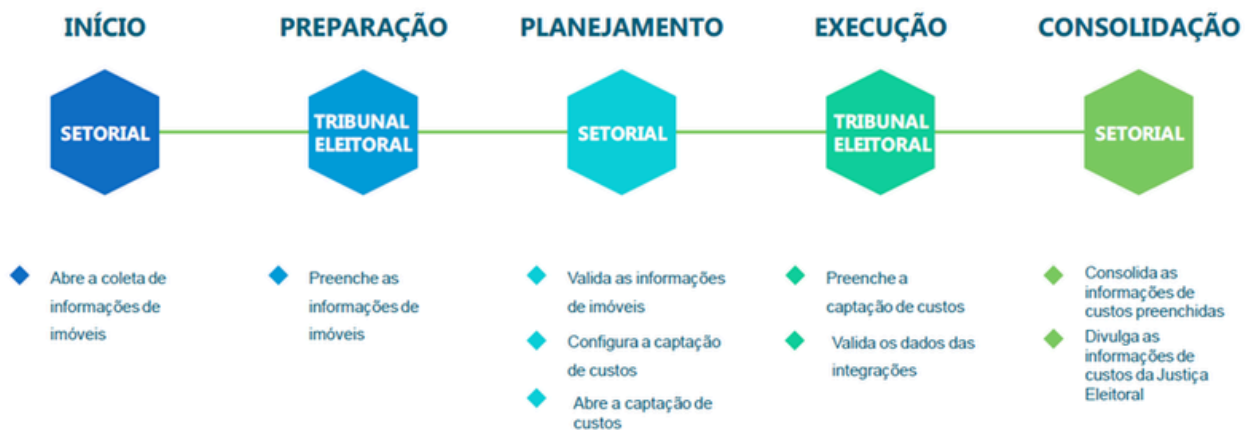 INÍCIO
PREPARAÇÃO
PLANEJAMENTO
EXECUÇÃO
CONSOLIDAÇÃO
SETORIAL
TRIBUNAL
ELEITORAL
SETORIAL
TRIBUNAL
ELEITORAL
SETORIAL
Abre a coleta de
informações de
imóveis
Preenche as
informações de
imóveis
Valida as informações
de imóveis
Configura a captação
de custos
Abre a captação de
custos
Preenche a
captação de custos
Valida os dados das
integrações
Consolida as
informações de
custos preenchidas
Divulga as
informações de
custos da Justiça
Eleitoral